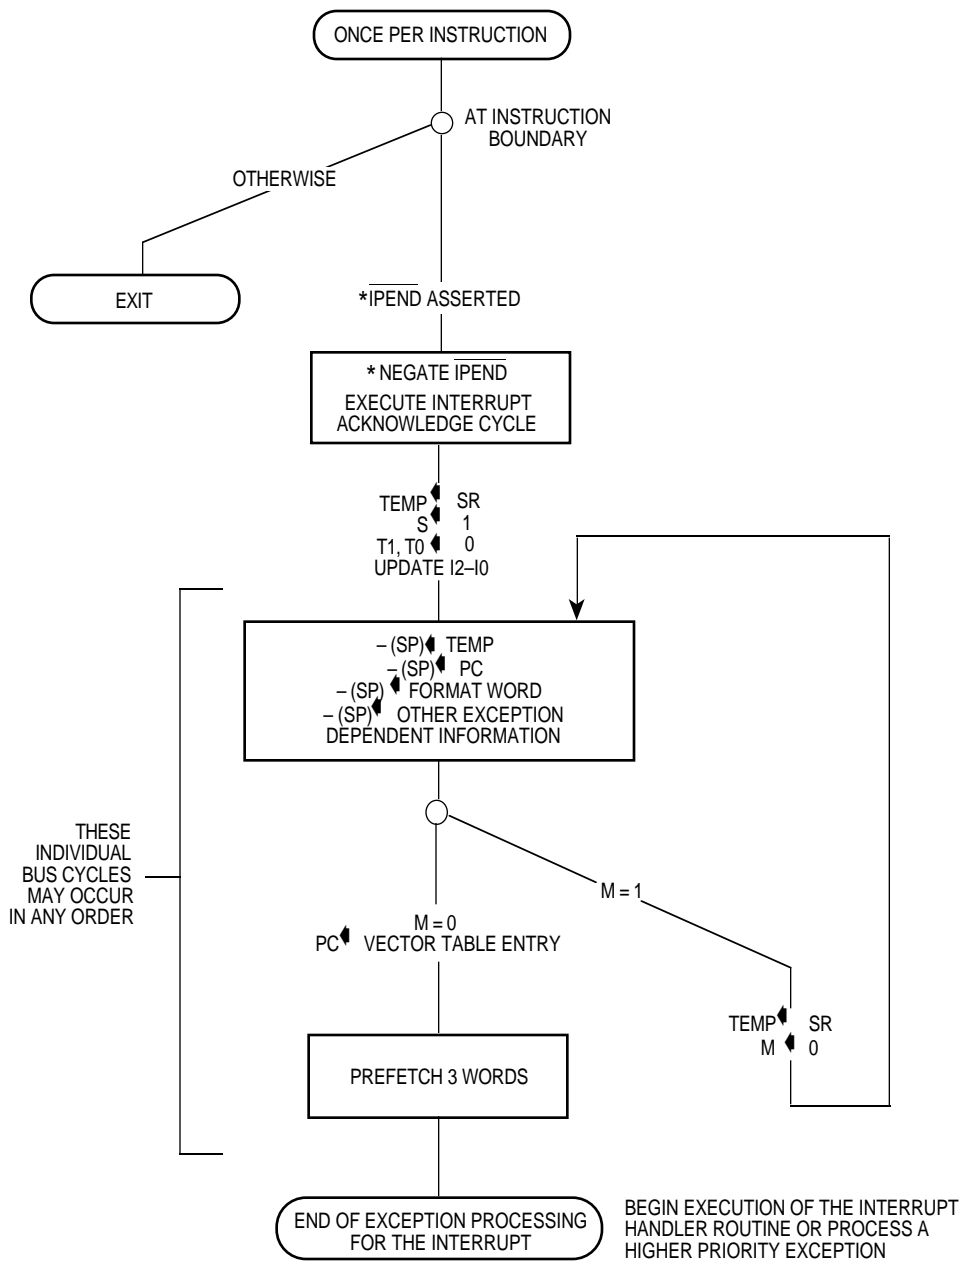 ONCE PER INSTRUCTION
AT INSTRUCTION
BOUNDARY
OTHERWISE
EXIT
*IPEND ASSERTED
* NEGATE IPEND
EXECUTE INTERRUPT
ACKNOWLEDGE CYCLE
TEMP SR
S 1
T1, T0 0
UPDATE I2–I0
– (SP) TEMP
– (SP) PC
– (SP) FORMAT WORD
– (SP) OTHER EXCEPTION
DEPENDENT INFORMATION
THESE
INDIVIDUAL
BUS CYCLES
MAY OCCUR
IN ANY ORDER
M = 1
M = 0
PC VECTOR TABLE ENTRY
TEMP SR
M 0
PREFETCH 3 WORDS
END OF EXCEPTION PROCESSING
FOR THE INTERRUPT
BEGIN EXECUTION OF THE INTERRUPT
HANDLER ROUTINE OR PROCESS A
HIGHER PRIORITY EXCEPTION